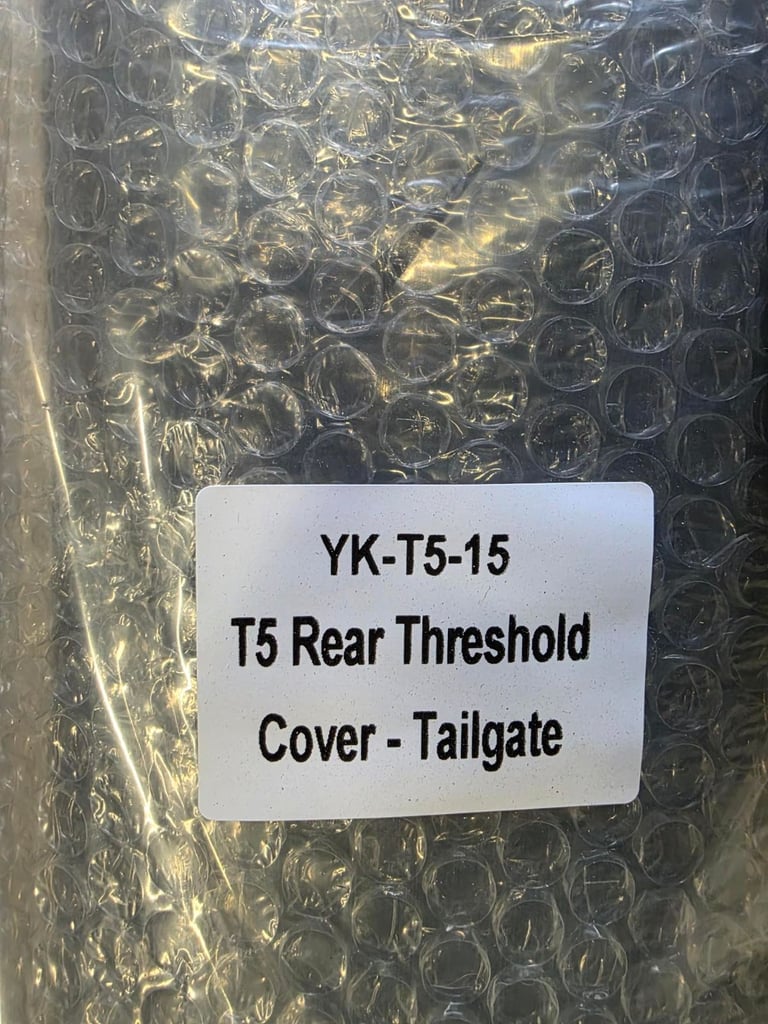 YK-T5-15
T5 Rear Threshold
Cover - Tailgate